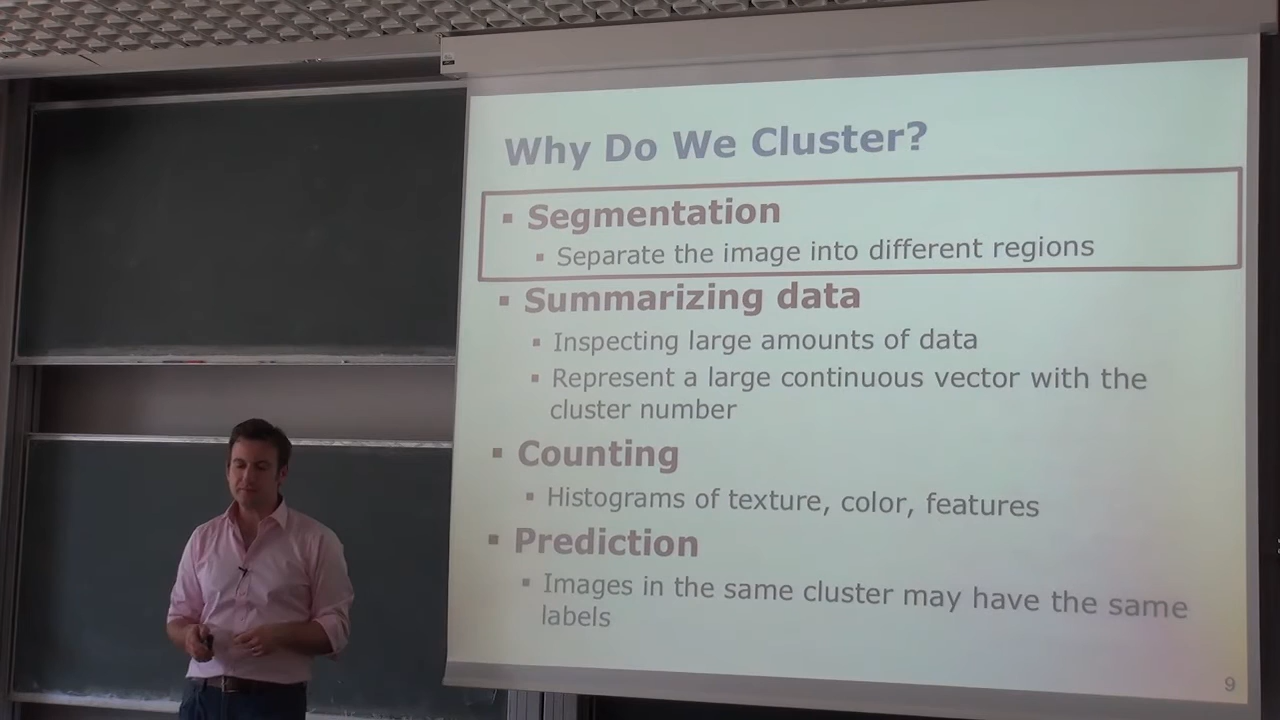 Why Do We Cluster?
▪ Segmentation
▪ Separate the image into different regions
▪ Summarizing data
▪ Inspecting large amounts of data
▪ Represent a large continuous vector with the
cluster number
▪ Counting
▪ Histograms of texture, color, features
▪ Prediction
▪ Images in the same cluster may have the same
labels
9